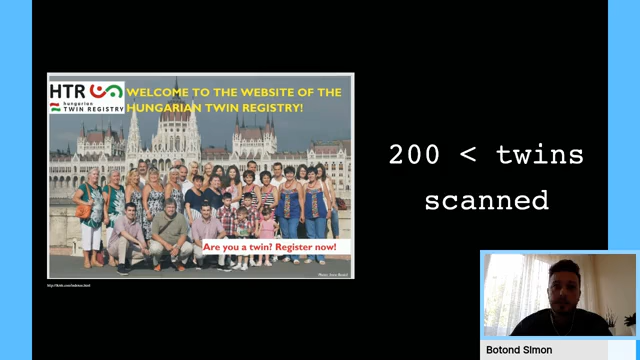 HTR
hungarian
TWIN REGISTRY
WELCOME TO THE WEBSITE OF THE
HUNGARIAN TWIN REGISTRY!
Are you a twin? Register now!
200 < twins
scanned
Botond Simon